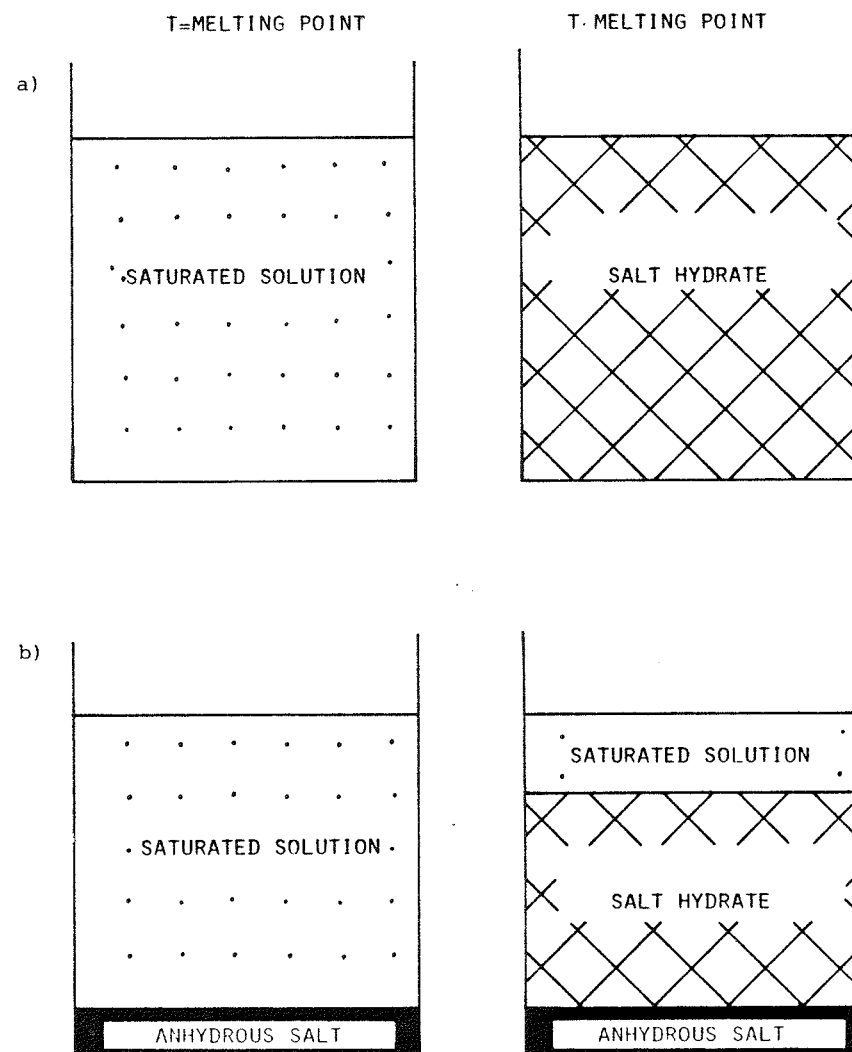 T=MELTING POINT
T. MELTING POINT
a)
SATURATED SOLUTION
SALT HYDRATE
b)
SATURATED SOLUTION
SATURATED SOLUTION
SALT HYDRATE
ANHYDROUS SALT
ANHYDROUS SALT